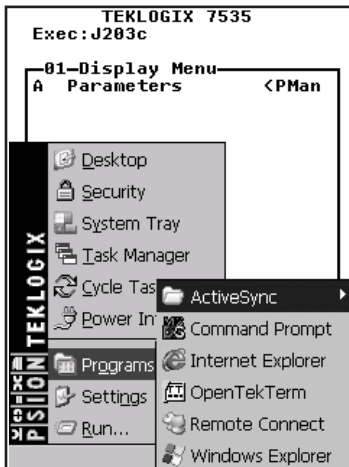 TEKLOGIX 7535
Exec:J203c
01—Display Menu
A Parameters <PMan
Desktop
Security
System Tray
Task Manager
Cycle Tas
Power In
Programs
Settings
Run...
PSION TEKLOGIX
ActiveSync
Command Prompt
Internet Explorer
OpenTekTerm
Remote Connect
Windows Explorer